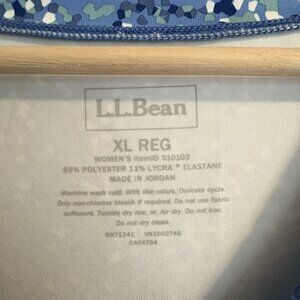 L.L.Bean
XL REG
WOMEN'S ItemID 510102
89% POLYESTER 11% LYCRA ® ELASTANE
MADE IN JORDAN
Machine wash cold, With like colors, Delicate cycle.
Only non-chlorine bleach if required. Do not use fabric
softeners. Tumble dry low, or, Air dry. Do not iron.
Do not dry clean.
RN71341 VN1002746
CA04764